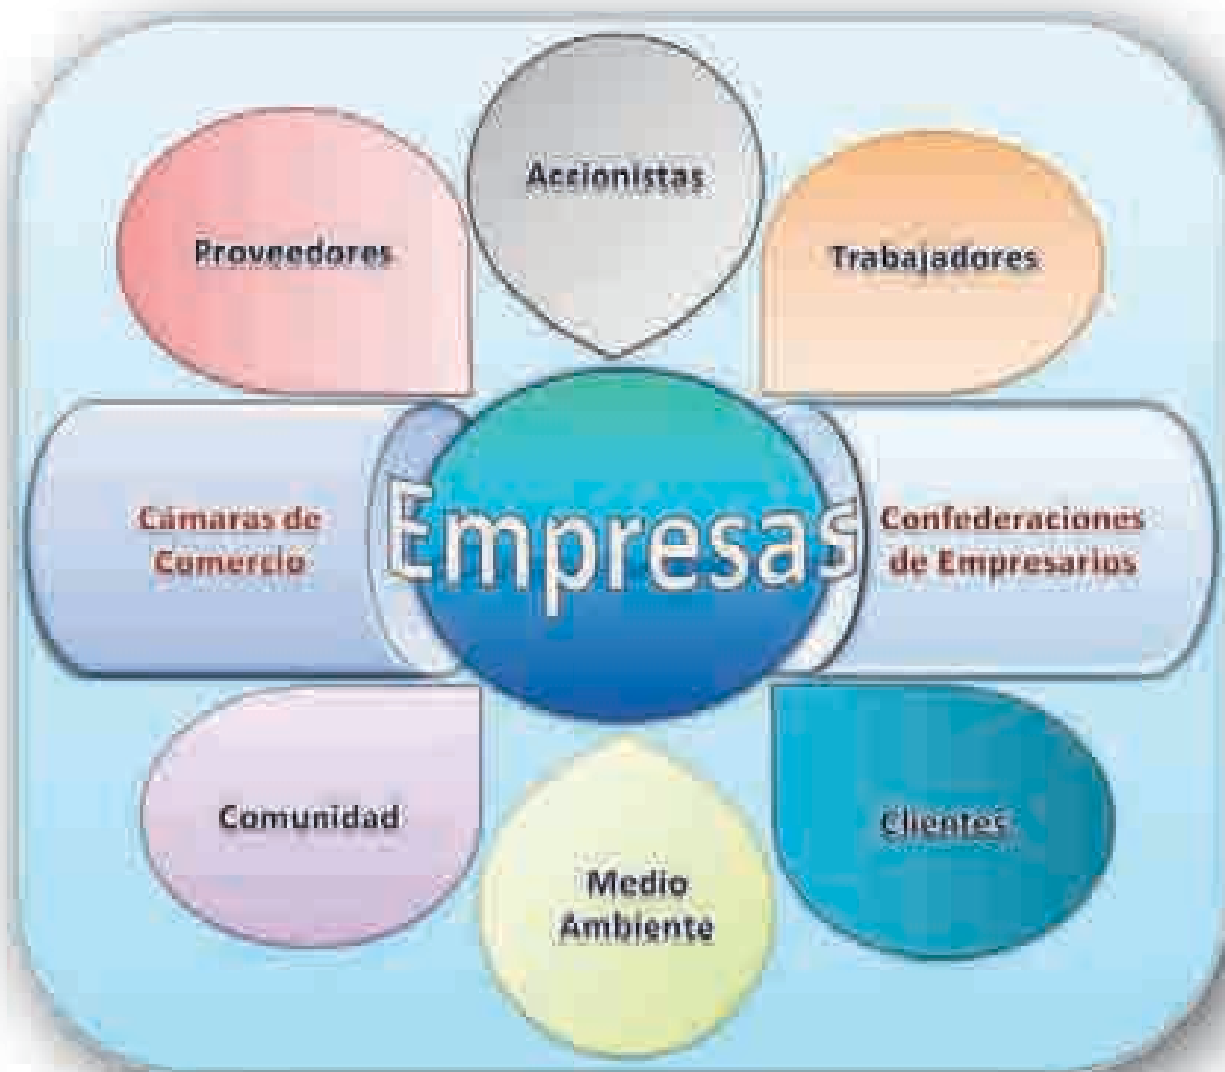 Accionistas
Proveedores
Trabajadores
Cámaras de
Comercio
Empresas
Confederaciones
de Empresarios
Comunidad
Clientes
Medio
Ambiente